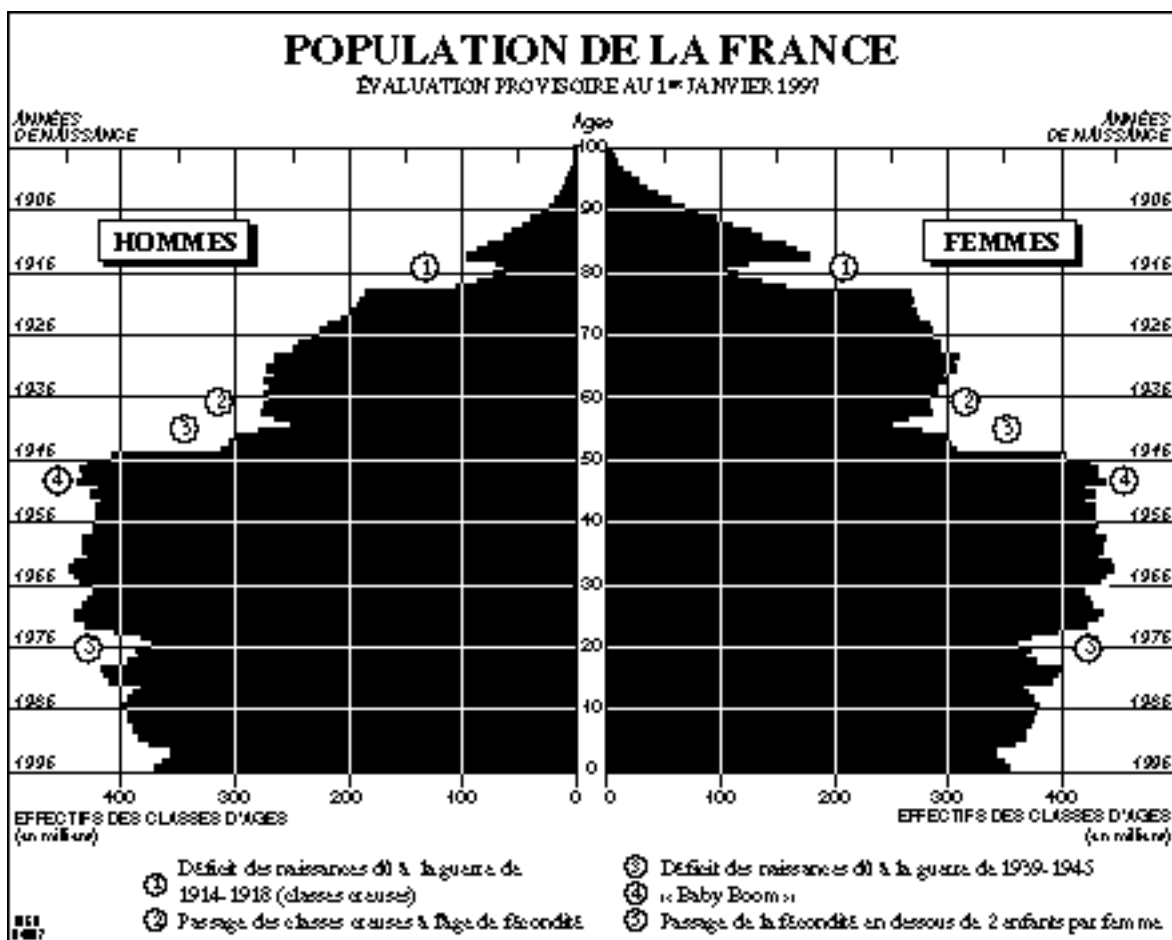 POPULATION DE LA FRANCE
ÉVALUATION PROVISOIRE AU 1er JANVIER 1997
ANNÉES
DE NAISSANCE
Ages
ANNÉES
DE NAISSANCE
100
1906
90
1906
HOMMES
FEMMES
1
1
1916
80
1916
1926
70
1926
1936
2
60
2
1936
3
3
1946
50
1946
4
4
1956
40
1956
1966
30
1966
1976
20
1976
1986
10
1986
1996
0
1996
400 300 200 100 0 0 100 200 300 400
EFFECTIFS DES CLASSES D'AGES
(en milliers)
EFFECTIFS DES CLASSES D'AGES
(en milliers)
1 Déficit des naissances dû à la guerre de
1914-1918 (classes creuses)
2 Passage des classes creuses à l'âge de fécondité
3 Déficit des naissances dû à la guerre de 1939-1945
4 « Baby Boom »
Passage de la fécondité en dessous de 2 enfants par femme